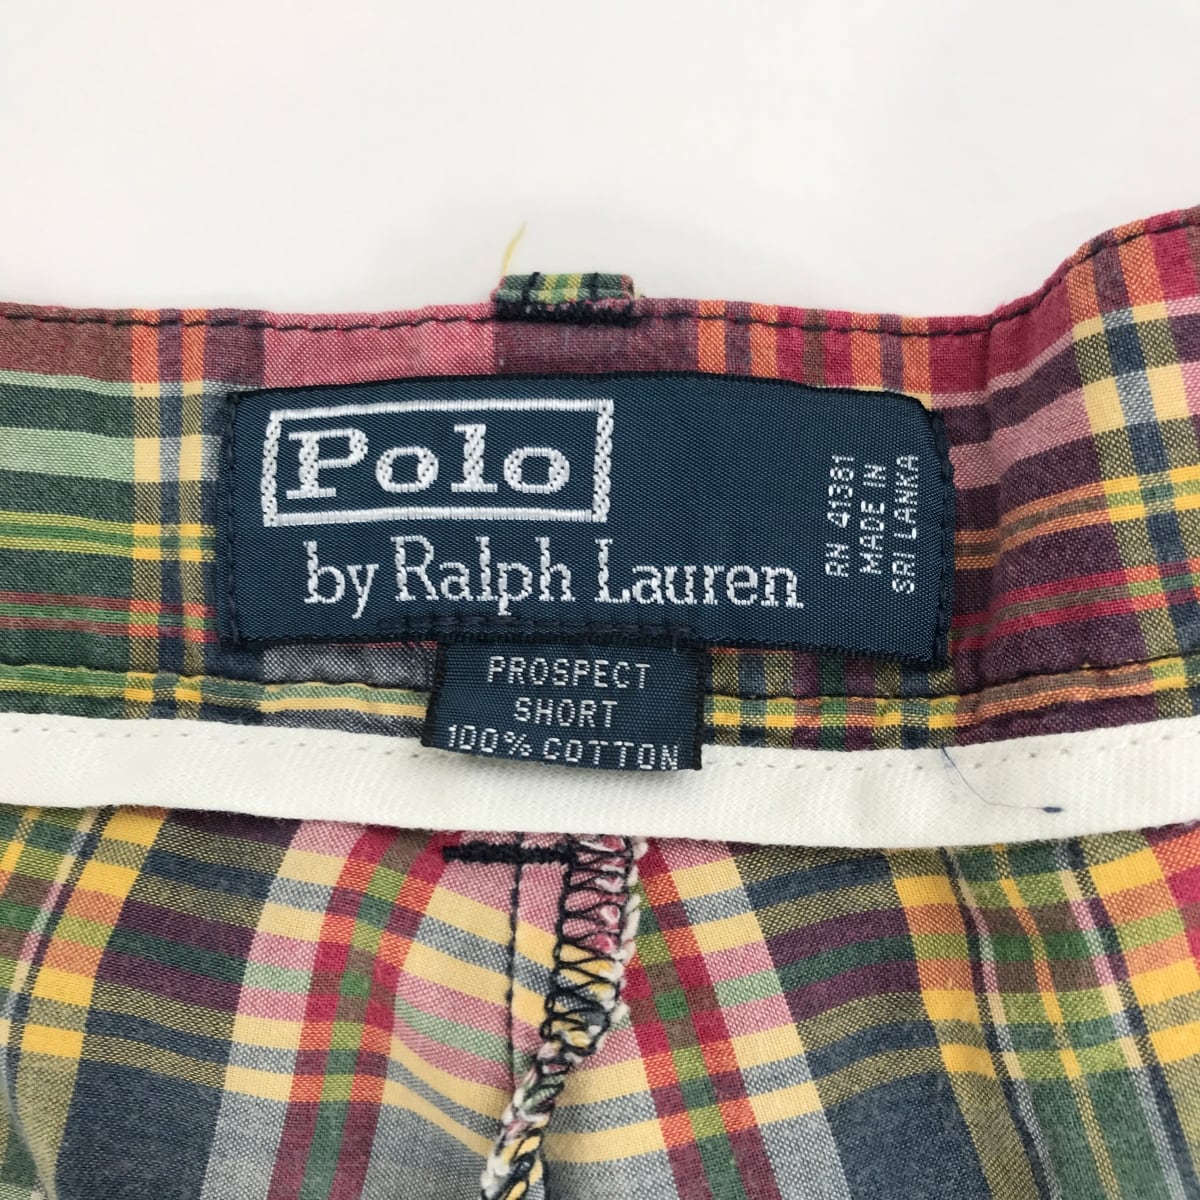 Polo
by Ralph Lauren
RN 41381
MADE IN
SRI LANKA
PROSPECT
SHORT
100% COTTON